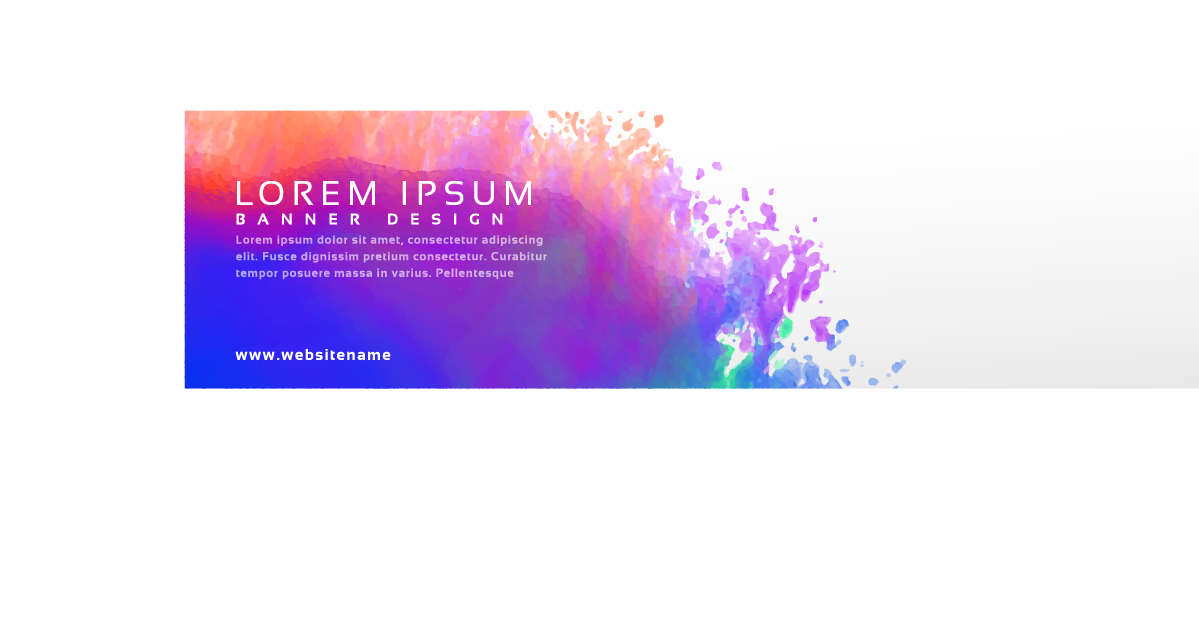 LOREM IPSUM
BANNER DESIGN
Lorem ipsum dolor sit amet, consectetur adipiscing
elit. Fusce dignissim pretium consectetur. Curabitur
tempor posuere massa in varius. Pellentesque
www.websitename